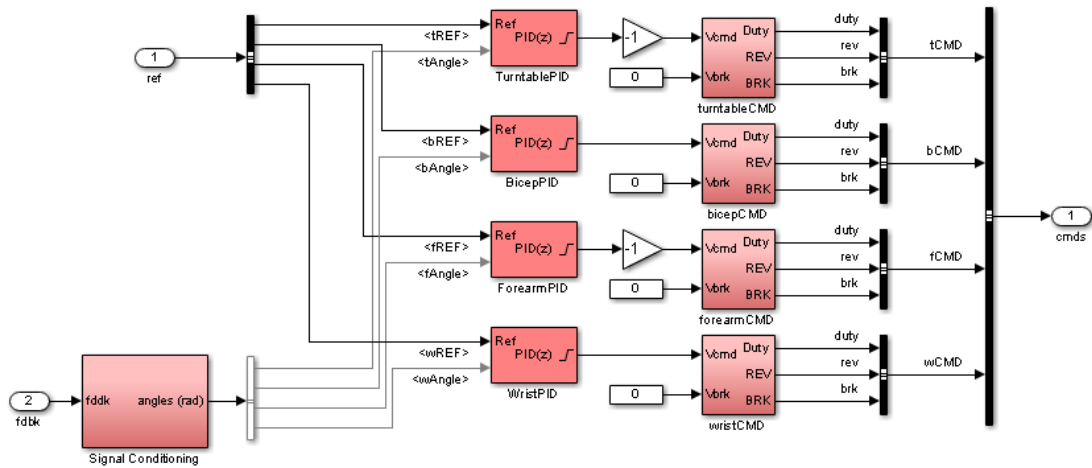 1
ref
2
fdbk
fddk
angles (rad)
Signal Conditioning
Ref
PID(z)
TurntablePID
<tREF>
<tAngle>
-1
0
Vcmd
Vbrk
Duty
REV
BRK
turntableCMD
duty
rev
brk
tCMD
Ref
PID(z)
BicepPID
<bREF>
<bAngle>
0
Vcmd
Vbrk
Duty
REV
BRK
bicepCMD
duty
rev
brk
bCMD
Ref
PID(z)
ForearmPID
<fREF>
<fAngle>
-1
0
Vcmd
Vbrk
Duty
REV
BRK
forearmCMD
duty
rev
brk
fCMD
Ref
PID(z)
WristPID
<wREF>
<wAngle>
0
Vcmd
Vbrk
Duty
REV
BRK
wristCMD
duty
rev
brk
wCMD
1
cmds